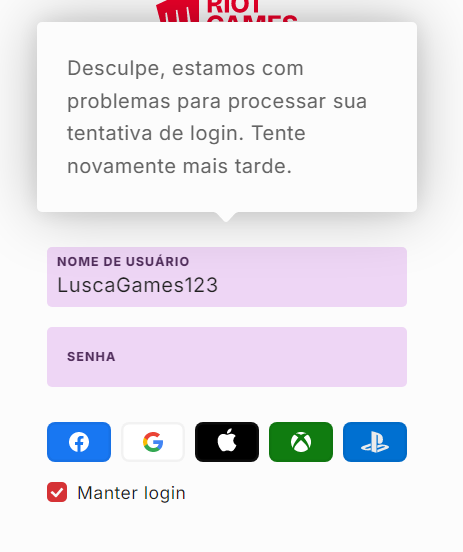 RIOT
GAMES
Desculpe, estamos com
problemas para processar sua
tentativa de login. Tente
novamente mais tarde.
NOME DE USUÁRIO
LuscaGames123
SENHA
Manter login